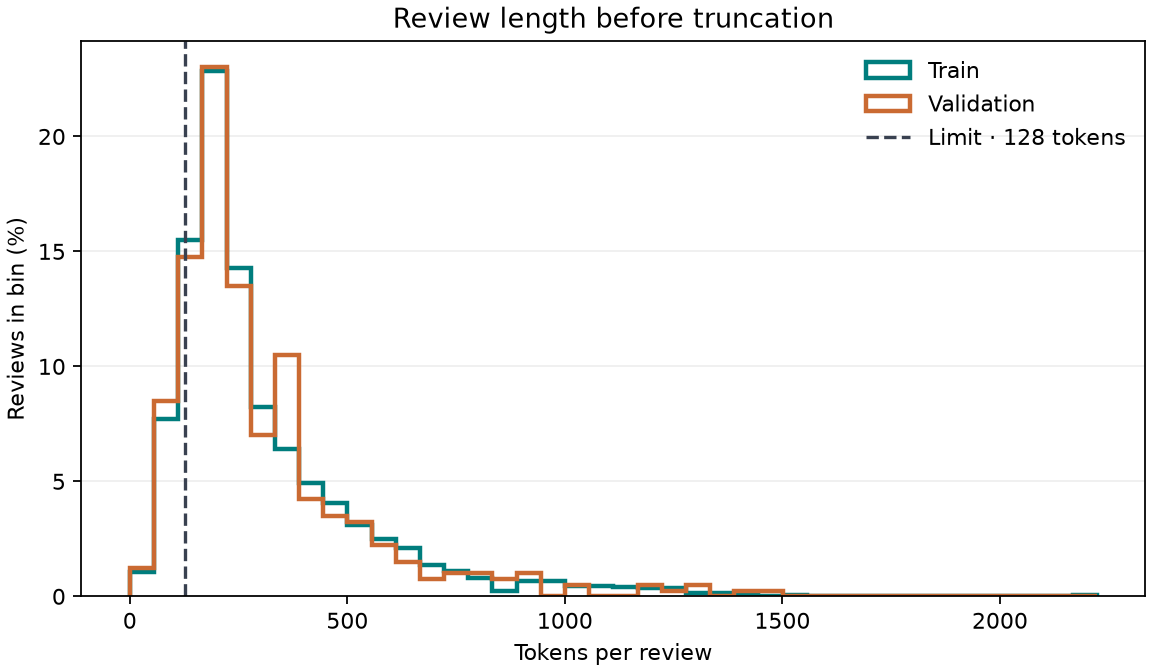 Review length before truncation
Train
Validation
Limit · 128 tokens
Reviews in bin (%)
20
15
10
5
0
0 500 1000 1500 2000
Tokens per review